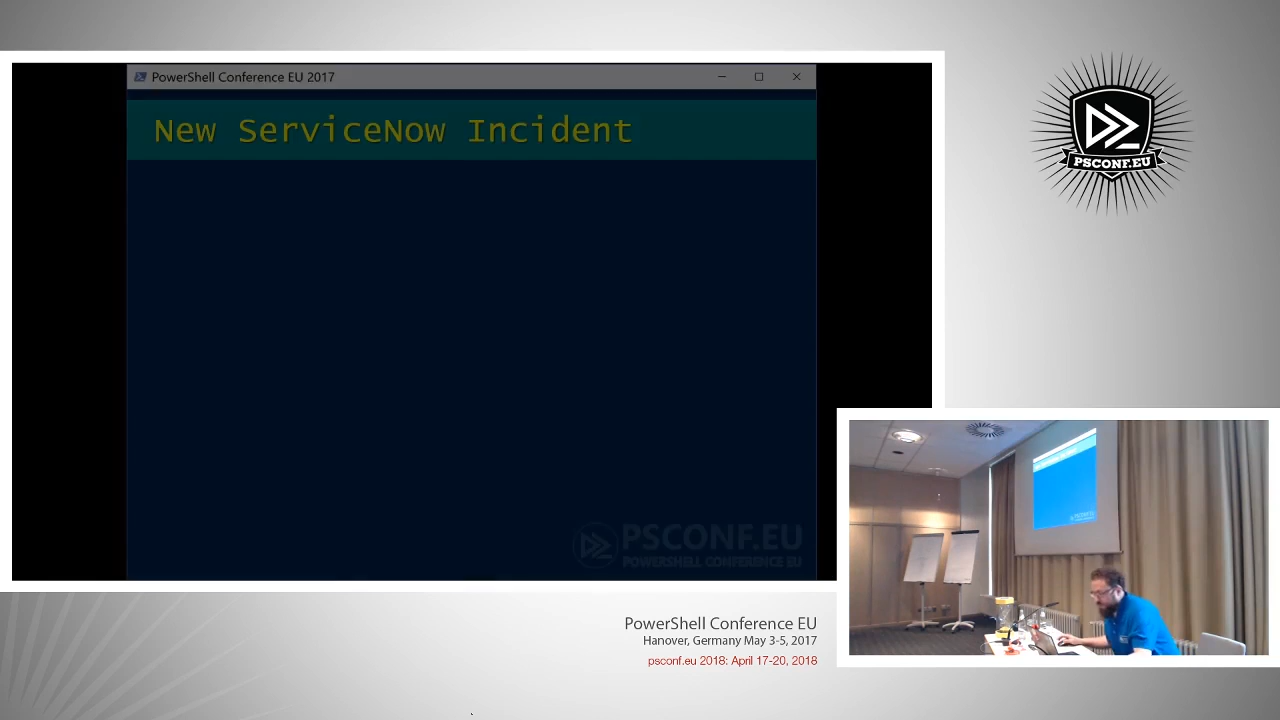 PowerShell Conference EU 2017
New ServiceNow Incident
PSCONF.EU
POWERSHELL CONFERENCE EU
PSCONF.EU
PowerShell Conference EU
Hanover, Germany May 3-5, 2017
psconf.eu 2018: April 17-20, 2018